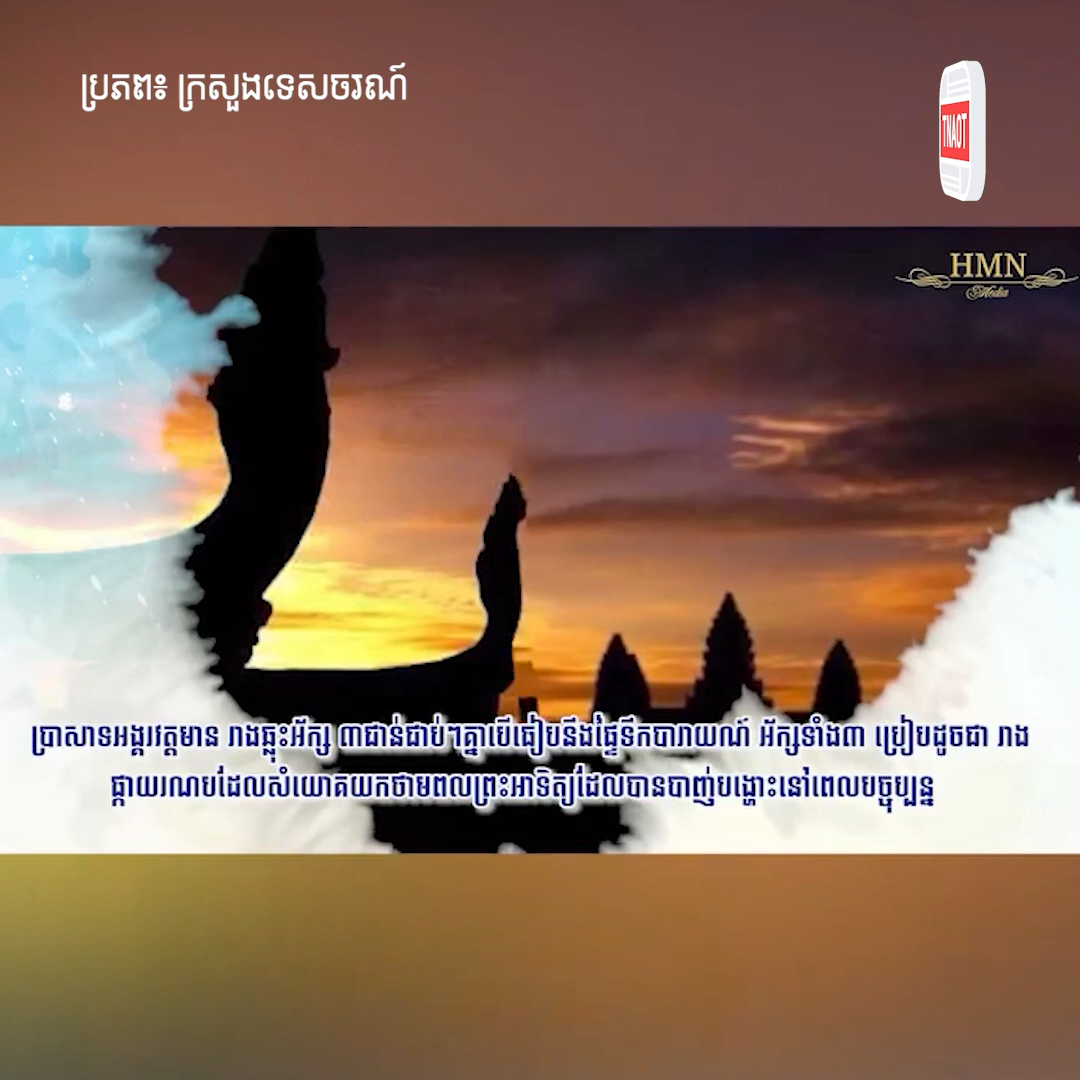 ប្រភព៖ ក្រសួងទេសចរណ៍
TNAOT
HMN
Media
ប្រាសាទអង្គរវត្តមាន រាងឆ្លុះអ័ក្ស ៣ជាន់ជាប់ៗគ្នាបើធៀបនឹងផ្ទៃទឹកបារាយណ៍ អ័ក្សទាំង៣ ប្រៀបដូចជា រាង
ផ្កាយរណបដែលសំយោគយកថាមពលព្រះអាទិត្យដែលបានបាញ់បង្ហោះនៅពេលបច្ចុប្បន្ន